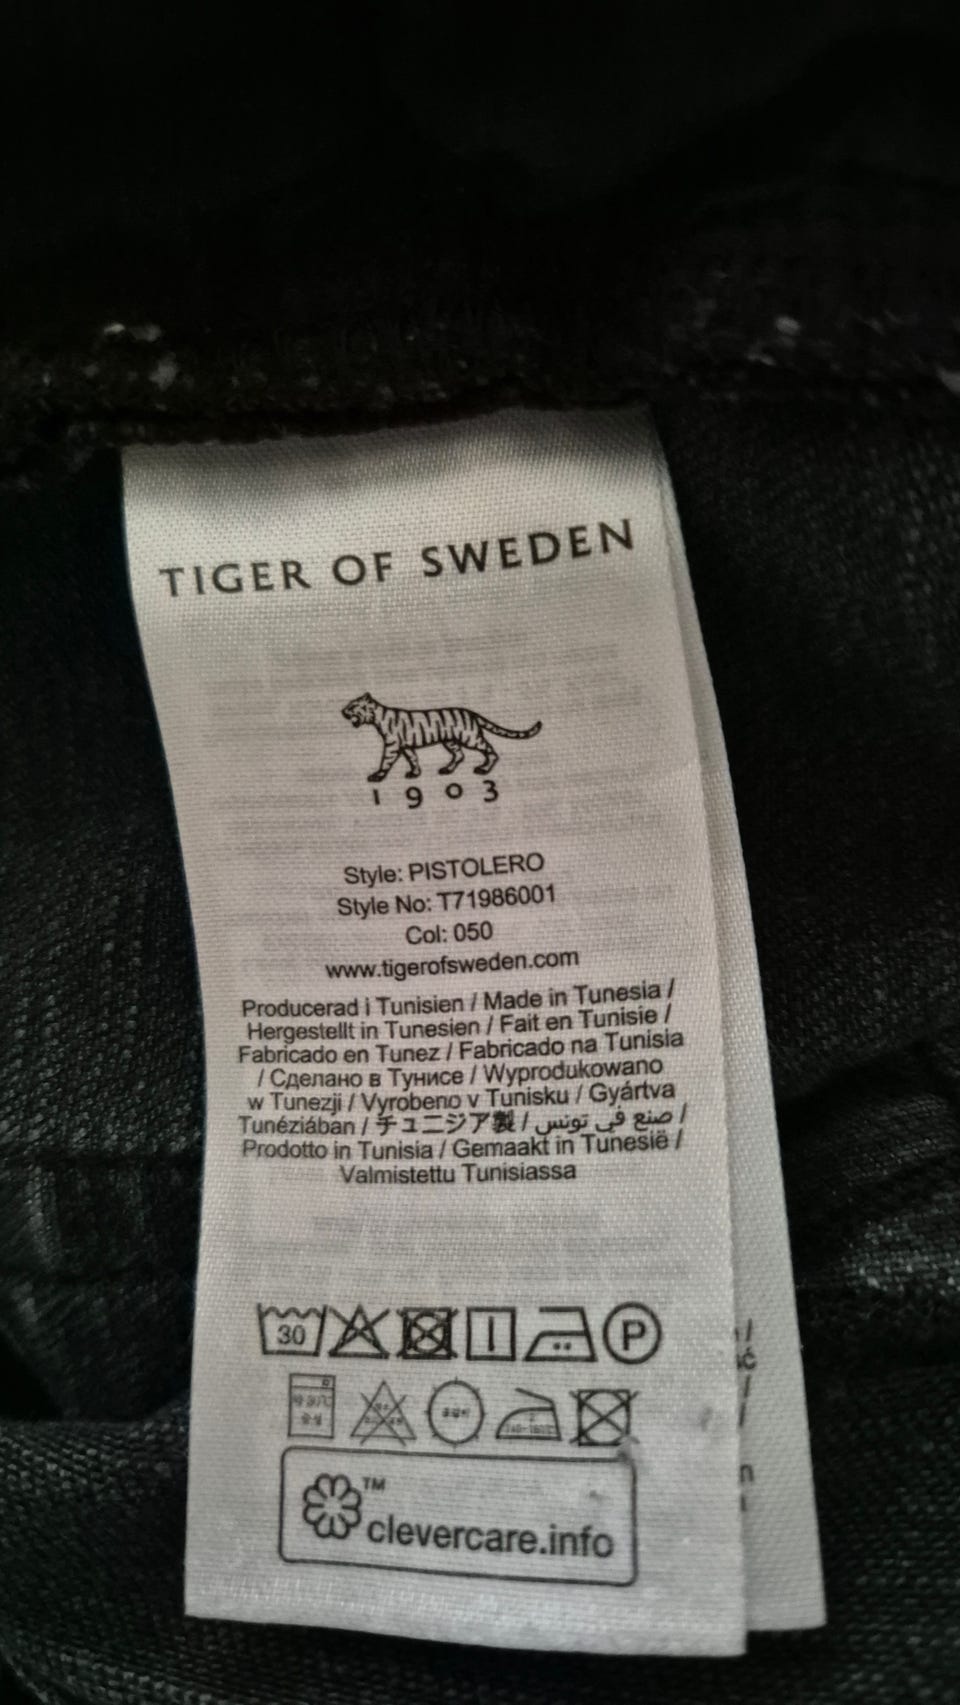 TIGER OF SWEDEN
1903
Style: PISTOLERO
Style No: T71986001
Col: 050
www.tigerofsweden.com
Producerad i Tunisien / Made in Tunesia /
Hergestellt in Tunesien / Fait en Tunisie /
Fabricado en Tunez / Fabricado na Tunisia
/ Сделано в Тунисе / Wyprodukowano
w Tunezji / Vyrobeno v Tunisku / Gyártva
Tunéziában / チュニジア製 / صنع في تونس /
Prodotto in Tunisia / Gemaakt in Tunesië /
Valmistettu Tunisiassa
30
P
™
clevercare.info